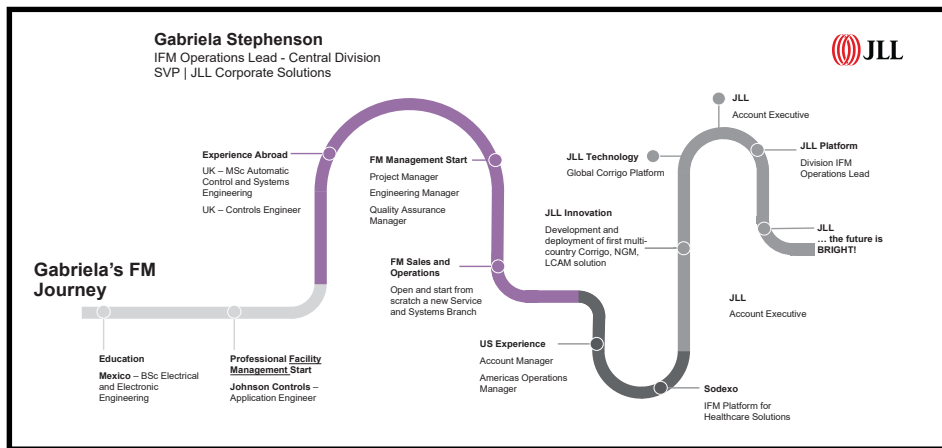 Gabriela Stephenson
IFM Operations Lead - Central Division
SVP | JLL Corporate Solutions
JLL
Gabriela's FM
Journey
Education
Mexico – BSc Electrical
and Electronic
Engineering
Professional Facility
Management Start
Johnson Controls –
Application Engineer
Experience Abroad
UK – MSc Automatic
Control and Systems
Engineering
UK – Controls Engineer
FM Management Start
Project Manager
Engineering Manager
Quality Assurance
Manager
FM Sales and
Operations
Open and start from
scratch a new Service
and Systems Branch
US Experience
Account Manager
Americas Operations
Manager
Sodexo
IFM Platform for
Healthcare Solutions
JLL
Account Executive
JLL Innovation
Development and
deployment of first multi-
country Corrigo, NGM,
LCAM solution
JLL Technology
Global Corrigo Platform
JLL
Account Executive
JLL Platform
Division IFM
Operations Lead
JLL
... the future is
BRIGHT!